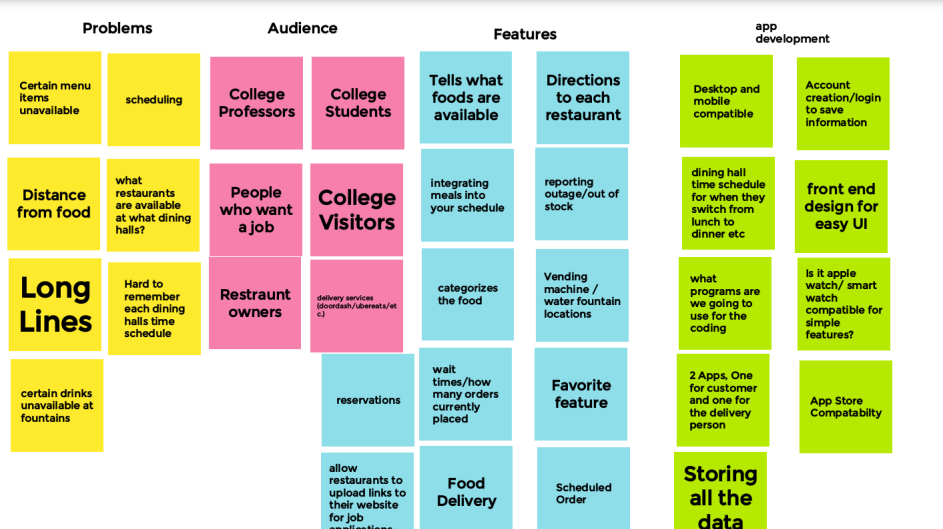 Problems
Certain menu
items
unavailable
scheduling
Distance
from food
what
restaurants
are available
at what dining
halls?
Long
Lines
Hard to
remember
each dining
halls time
schedule
certain drinks
unavailable at
fountains
Audience
College
Professors
College
Students
People
who want
a job
College
Visitors
Restraunt
owners
delivery services
(doordash/ubereats/et
c.)
Features
Tells what
foods are
available
Directions
to each
restaurant
integrating
meals into
your schedule
reporting
outage/out of
stock
categorizes
the food
Vending
machine /
water fountain
locations
reservations
wait
times/how
many orders
currently
placed
Favorite
feature
allow
restaurants to
upload links to
their website
for job
applications
Food
Delivery
Scheduled
Order
app
development
Desktop and
mobile
compatible
Account
creation/login
to save
information
dining hall
time schedule
for when they
switch from
lunch to
dinner etc
front end
design for
easy UI
what
programs are
we going to
use for the
coding
Is it apple
watch/ smart
watch
compatible for
simple
features?
2 Apps, One
for customer
and one for
the delivery
person
App Store
Compatabilty
Storing
all the
data